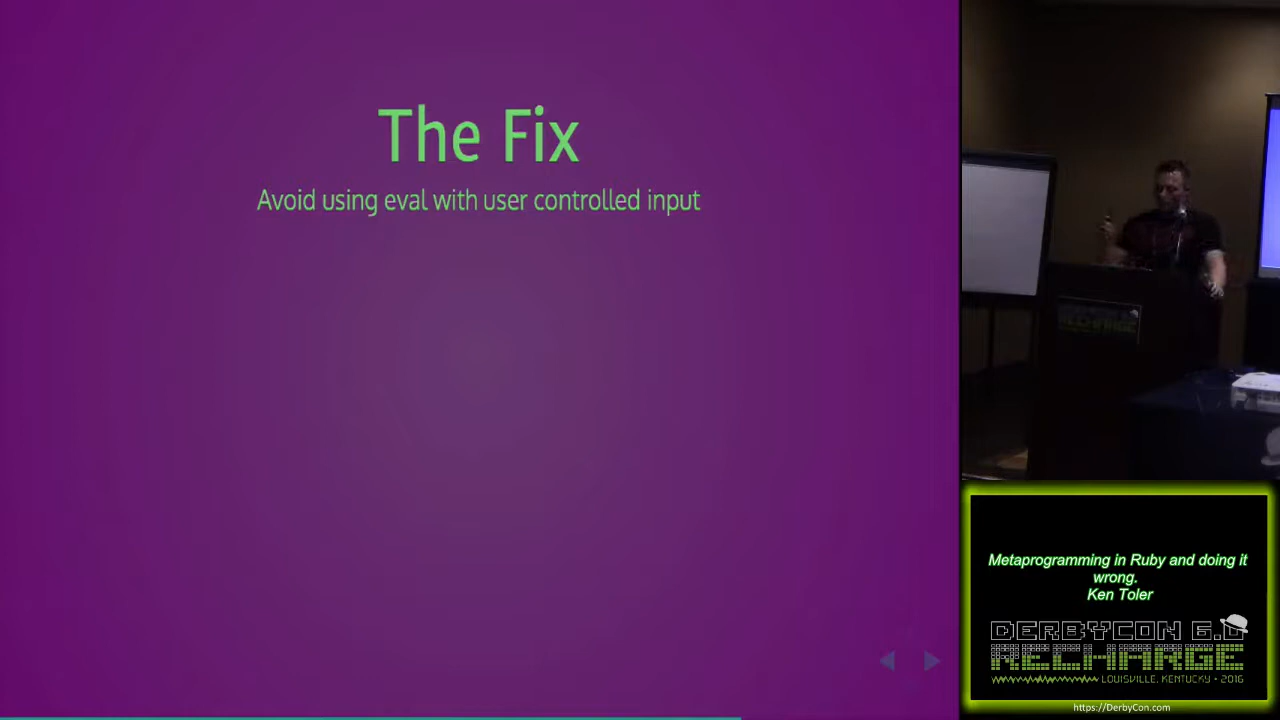 The Fix
Avoid using eval with user controlled input
Metaprogramming in Ruby and doing it
wrong.
Ken Toler
DERBYCON 6.0
RECHARGE
LOUISVILLE, KENTUCKY • 2016
https://DerbyCon.com